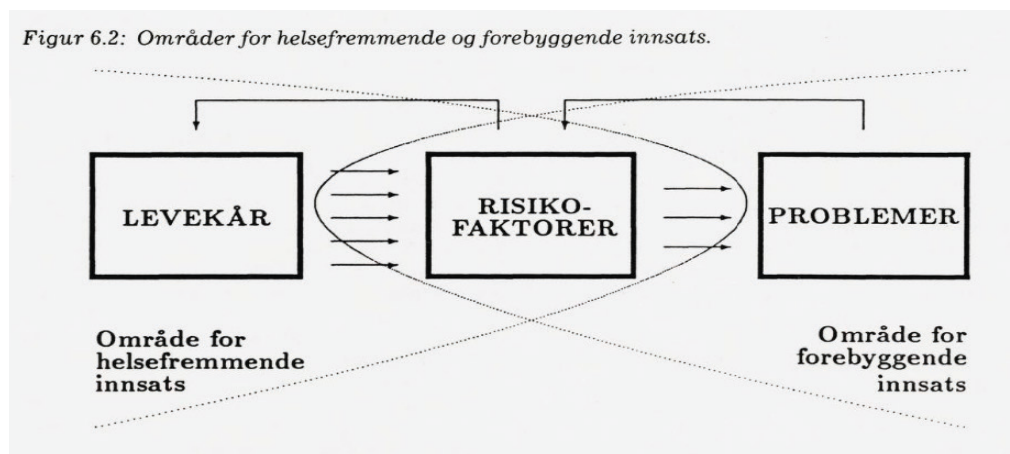 Figur 6.2: Områder for helsefremmende og forebyggende innsats.
LEVEKÅR
RISIKO-
FAKTORER
PROBLEMER
Område for
helsefremmende
innsats
Område for
forebyggende
innsats